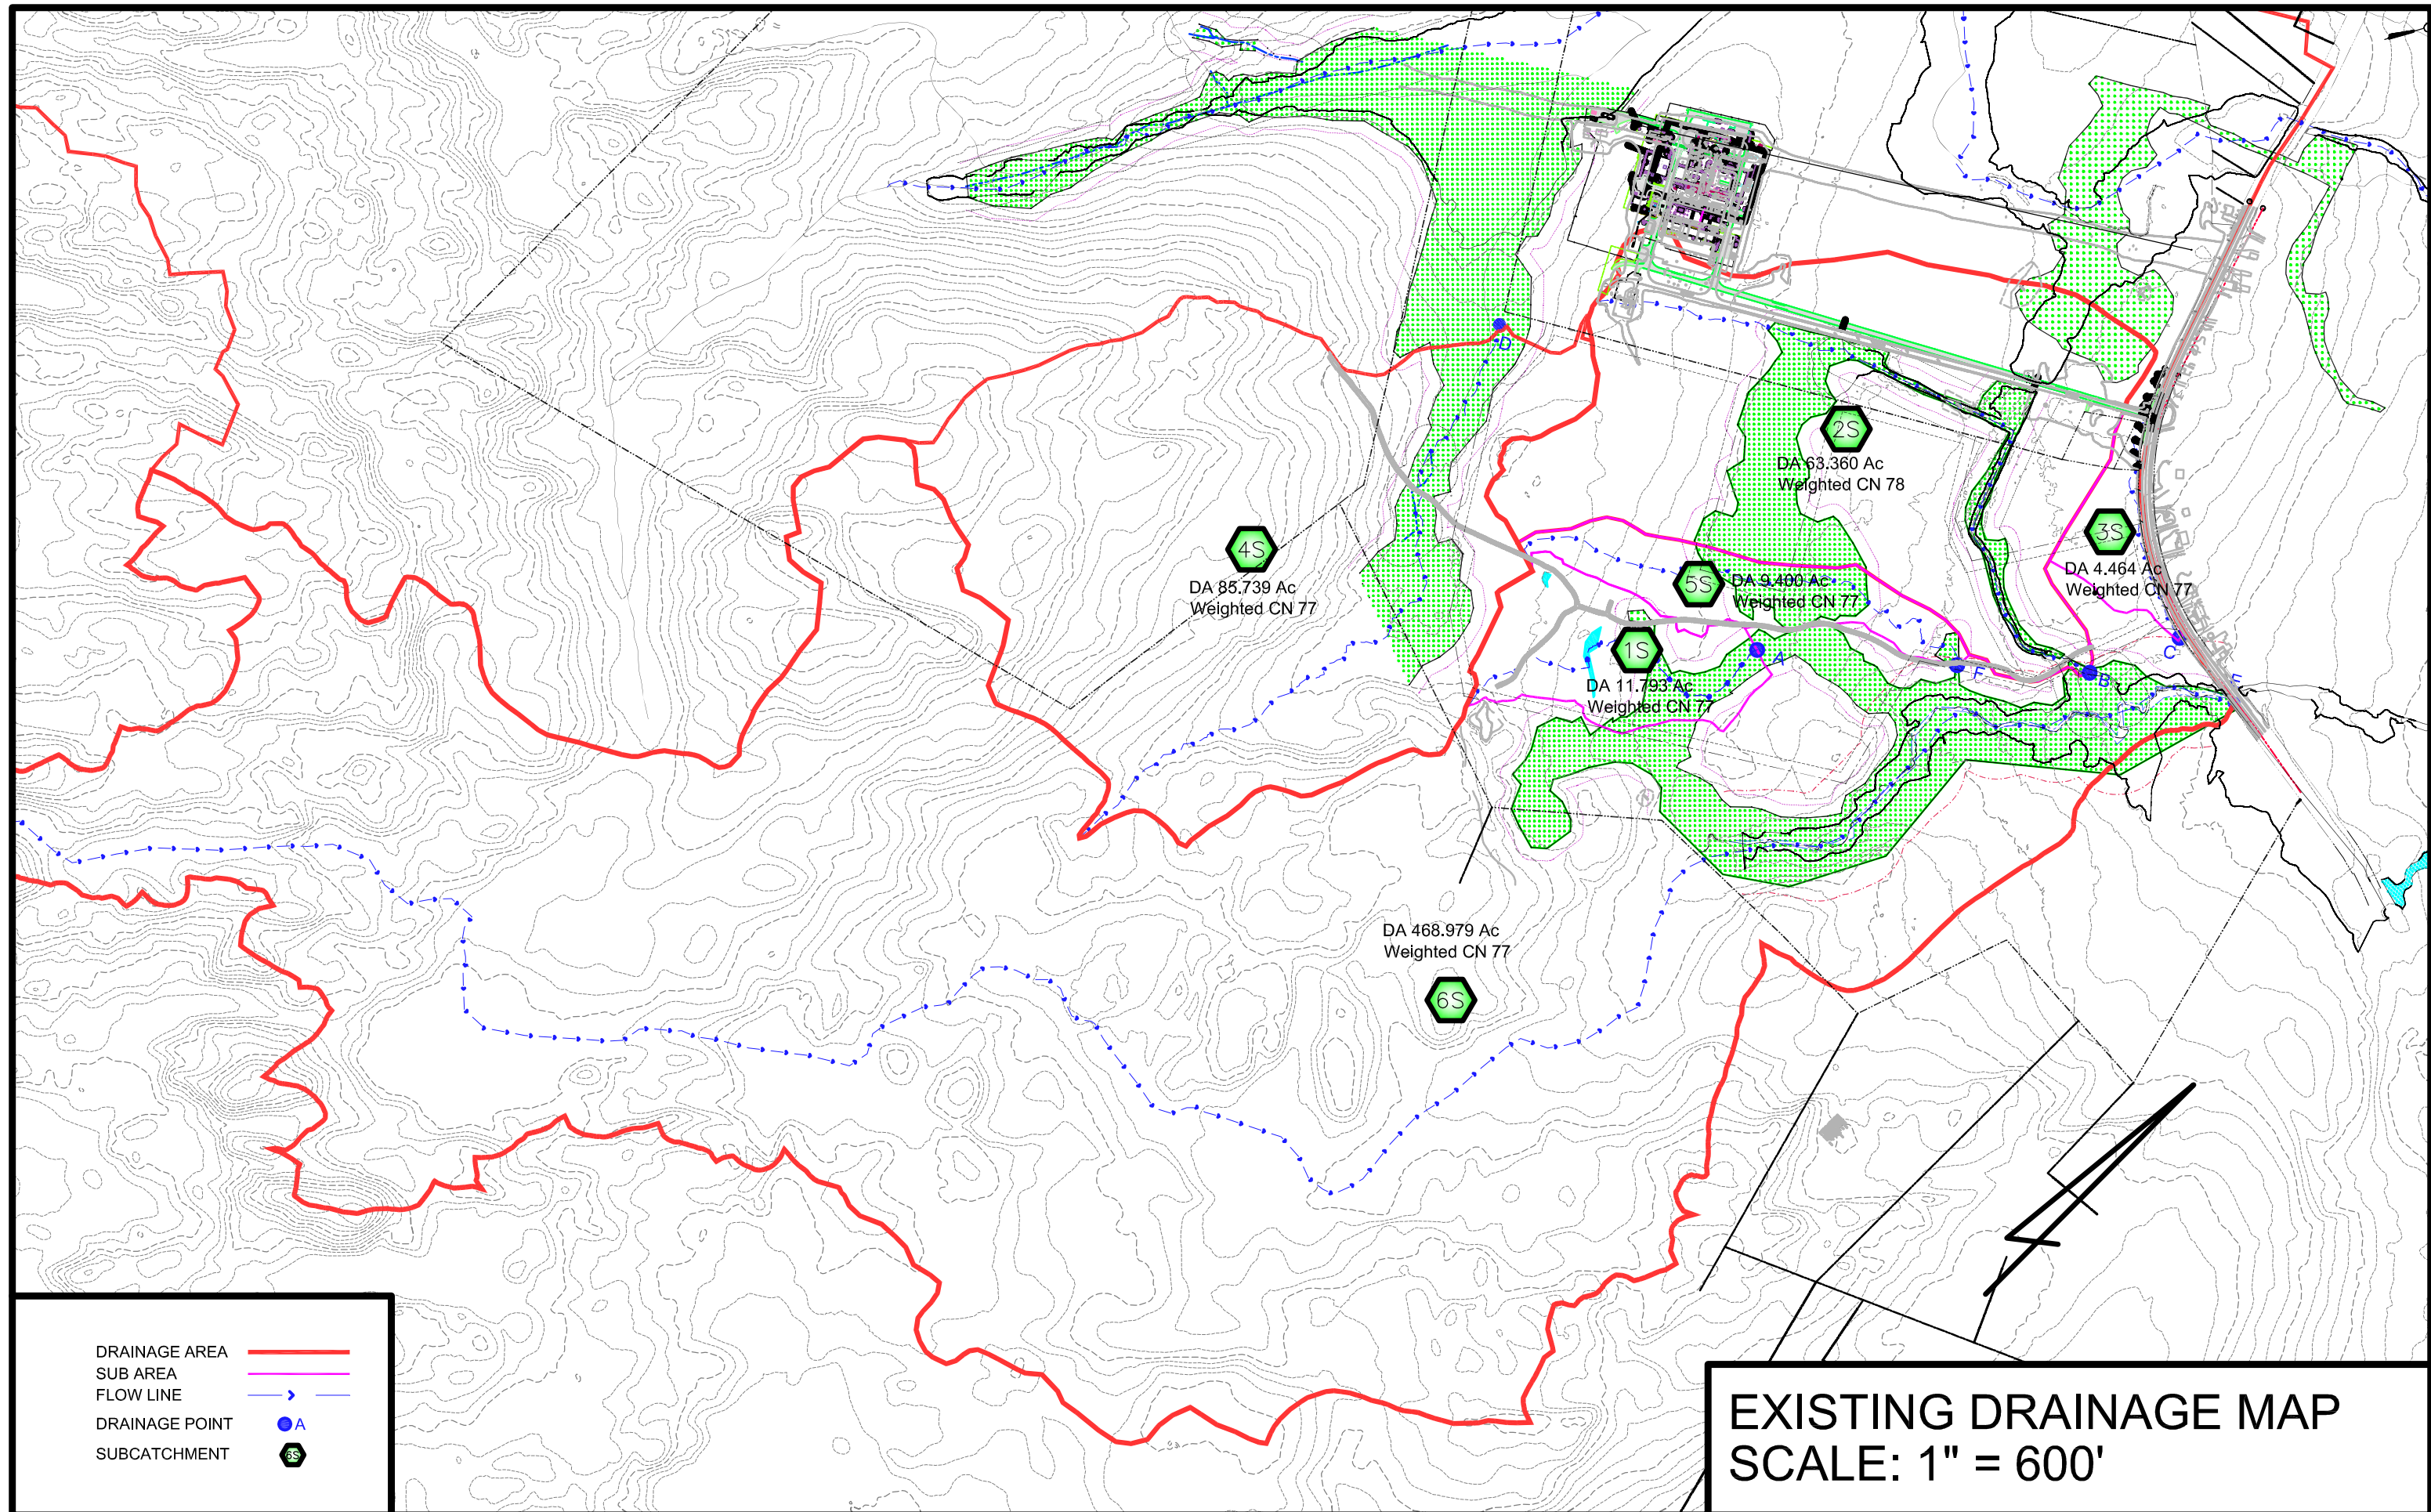 D
2S
DA 63.360 Ac
Weighted CN 78
4S
DA 85.739 Ac
Weighted CN 77
3S
DA 4.464 Ac
Weighted CN 77
5S
DA 9.400 Ac
Weighted CN 77
1S
DA 11.793 Ac
Weighted CN 77
A
F
B
C
E
DA 468.979 Ac
Weighted CN 77
6S
DRAINAGE AREA
SUB AREA
FLOW LINE
DRAINAGE POINT A
SUBCATCHMENT 6S
EXISTING DRAINAGE MAP
SCALE: 1" = 600'